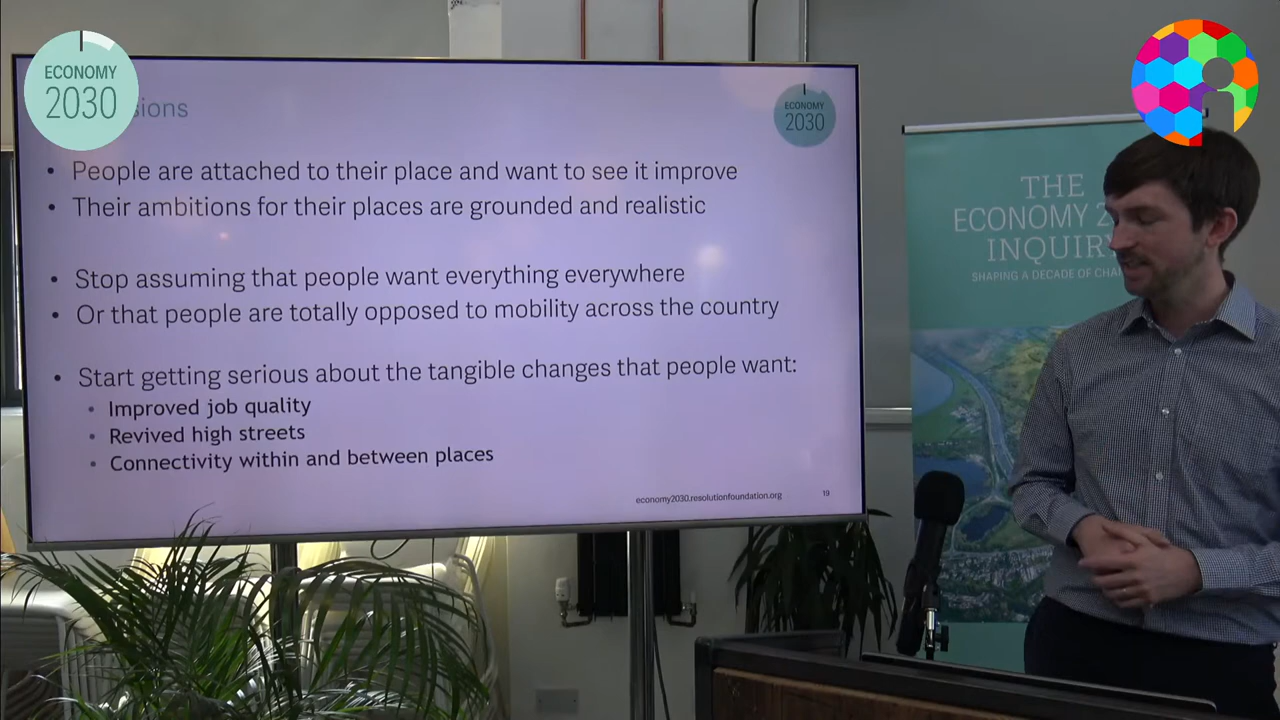 ECONOMY
2030
sions
ECONOMY
2030
• People are attached to their place and want to see it improve
• Their ambitions for their places are grounded and realistic
• Stop assuming that people want everything everywhere
• Or that people are totally opposed to mobility across the country
• Start getting serious about the tangible changes that people want:
• Improved job quality
• Revived high streets
• Connectivity within and between places
economy2030.resolutionfoundation.org
19
THE
ECONOMY 2
INQUIRY
SHARING A DECADE OF CHA